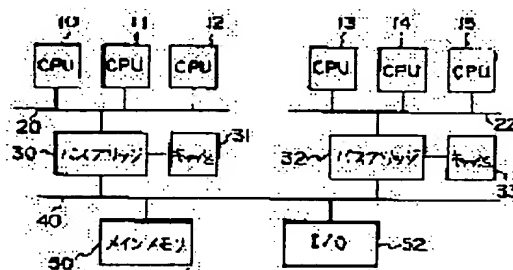 10 11 12 13 14 15
CPU CPU CPU CPU CPU CPU
20 22
30 バスブリッジ キャッシュ 31 32 バスブリッジ キャッシュ 33
40
50 メインメモリ I/O 52